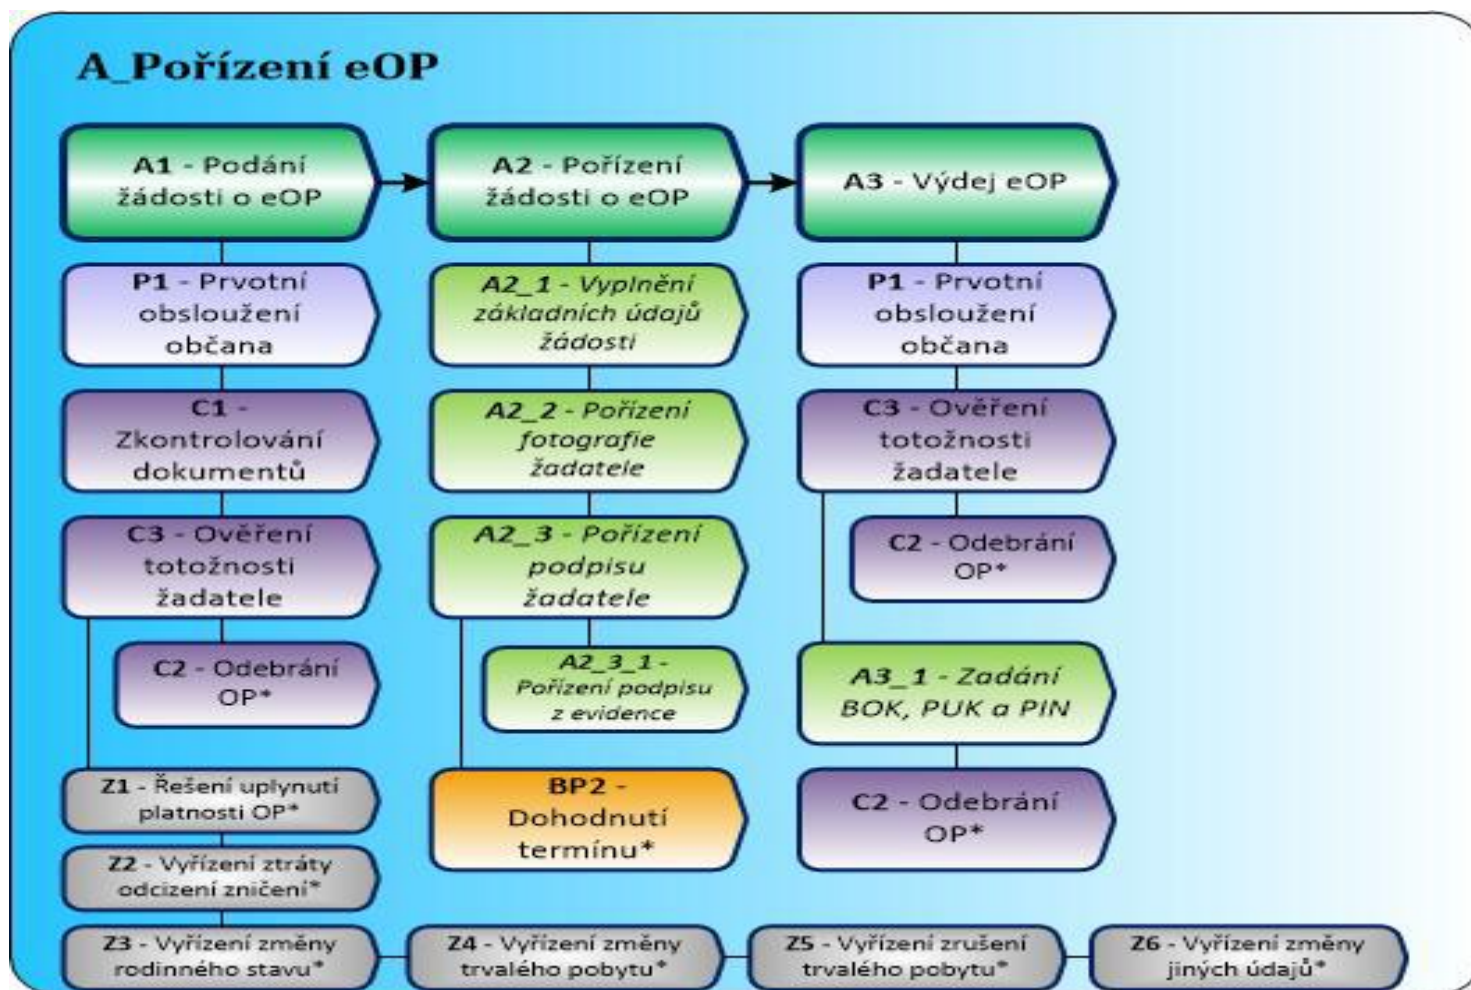 A_Pořízení eOP
A1 - Podání
žádosti o eOP
P1 - Prvotní
obsloužení
občana
C1 -
Zkontrolování
dokumentů
C3 - Ověření
totožnosti
žadatele
C2 - Odebrání
OP*
Z1 - Řešení uplynutí
platnosti OP*
Z2 - Vyřízení ztráty
odcizení zničení*
Z3 - Vyřízení změny
rodinného stavu*
Z4 - Vyřízení změny
trvalého pobytu*
Z5 - Vyřízení zrušení
trvalého pobytu*
Z6 - Vyřízení změny
jiných údajů*
A2 - Pořízení
žádosti o eOP
A2_1 - Vyplnění
základních údajů
žádosti
A2_2 - Pořízení
fotografie
žadatele
A2_3 - Pořízení
podpisu
žadatele
A2_3_1 -
Pořízení podpisu
z evidence
BP2 -
Dohodnutí
termínu*
A3 - Výdej eOP
P1 - Prvotní
obsloužení
občana
C3 - Ověření
totožnosti
žadatele
C2 - Odebrání
OP*
A3_1 - Zadání
BOK, PUK a PIN
C2 - Odebrání
OP*